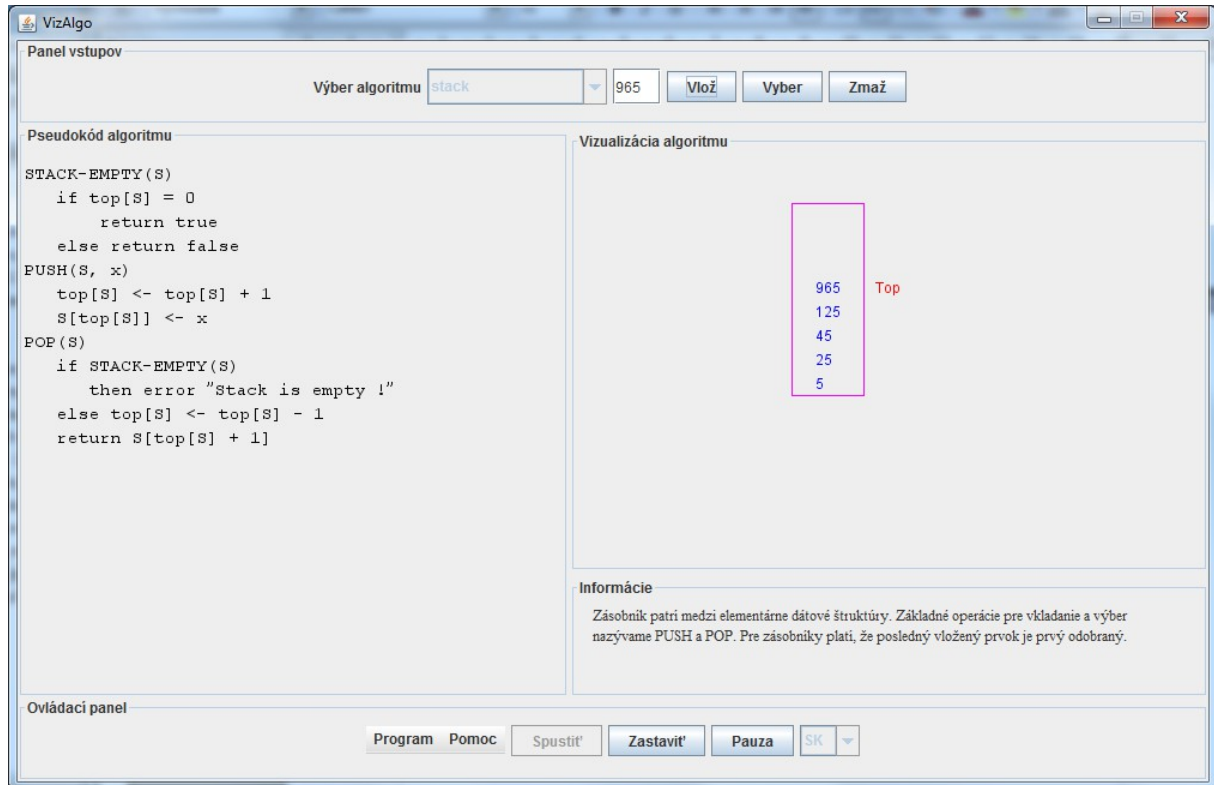 VizAlgo
Panel vstupov
Výber algoritmu stack 965 Vlož Vyber Zmaž
Pseudokód algoritmu
STACK-EMPTY(S)
if top[S] = 0
return true
else return false
PUSH(S, x)
top[S] <- top[S] + 1
S[top[S]] <- x
POP(S)
if STACK-EMPTY(S)
then error "Stack is empty !"
else top[S] <- top[S] - 1
return S[top[S] + 1]
Vizualizácia algoritmu
965 Top
125
45
25
5
Informácie
Zásobník patrí medzi elementárne dátové štruktúry. Základné operácie pre vkladanie a výber
nazývame PUSH a POP. Pre zásobníky platí, že posledný vložený prvok je prvý odobraný.
Ovládací panel
Program Pomoc Spustiť Zastaviť Pauza SK